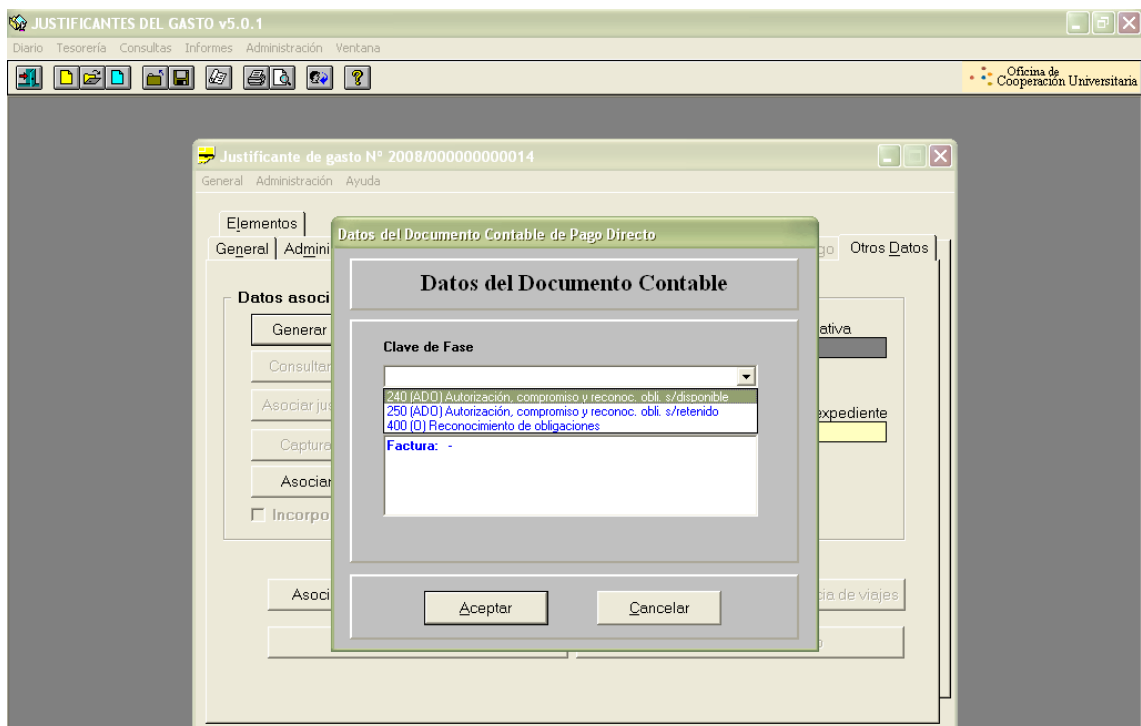 JUSTIFICANTES DEL GASTO v5.0.1
Diario Tesorería Consultas Informes Administración Ventana
Oficina de
Cooperación Universitaria
Justificante de gasto Nº 2008/000000000014
General Administración Ayuda
Elementos
General Admini go Otros Datos
Datos del Documento Contable de Pago Directo
Datos del Documento Contable
Datos asoci
Generar ativa
Clave de Fase
Consultar
240 (ADO) Autorización, compromiso y reconoc. obli. s/disponible
250 (ADO) Autorización, compromiso y reconoc. obli. s/retenido
400 (O) Reconocimiento de obligaciones
Asociar jus expediente
Captura
Factura: -
Asociar
Incorpo
Asoci cia de viajes
Aceptar Cancelar